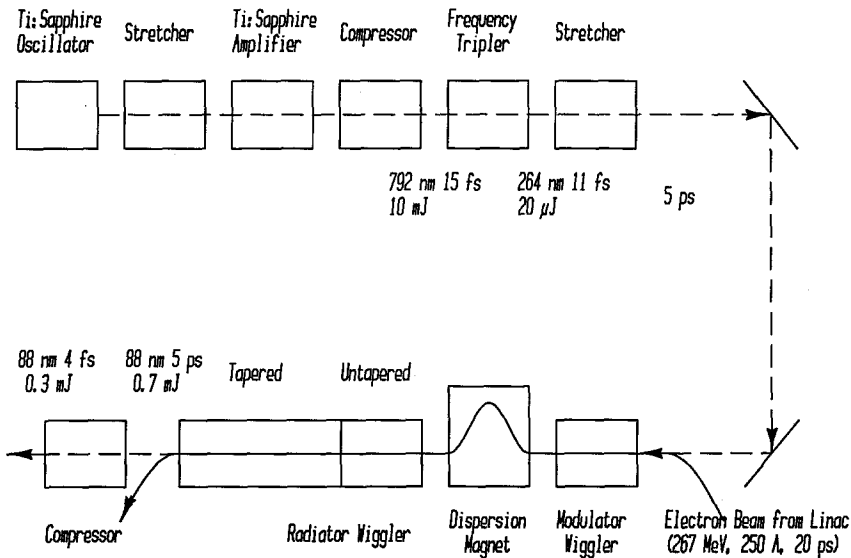 Ti:Sapphire
Oscillator
Stretcher
Ti:Sapphire
Amplifier
Compressor
Frequency
Tripler
Stretcher
792 nm 15 fs
10 mJ
264 nm 11 fs
20 μJ
5 ps
88 nm 4 fs
0.3 mJ
88 nm 5 ps
0.7 mJ
Tapered
Untapered
Compressor
Radiator Wiggler
Dispersion
Magnet
Modulator
Wiggler
Electron Beam from Linac
(267 MeV, 250 A, 20 ps)